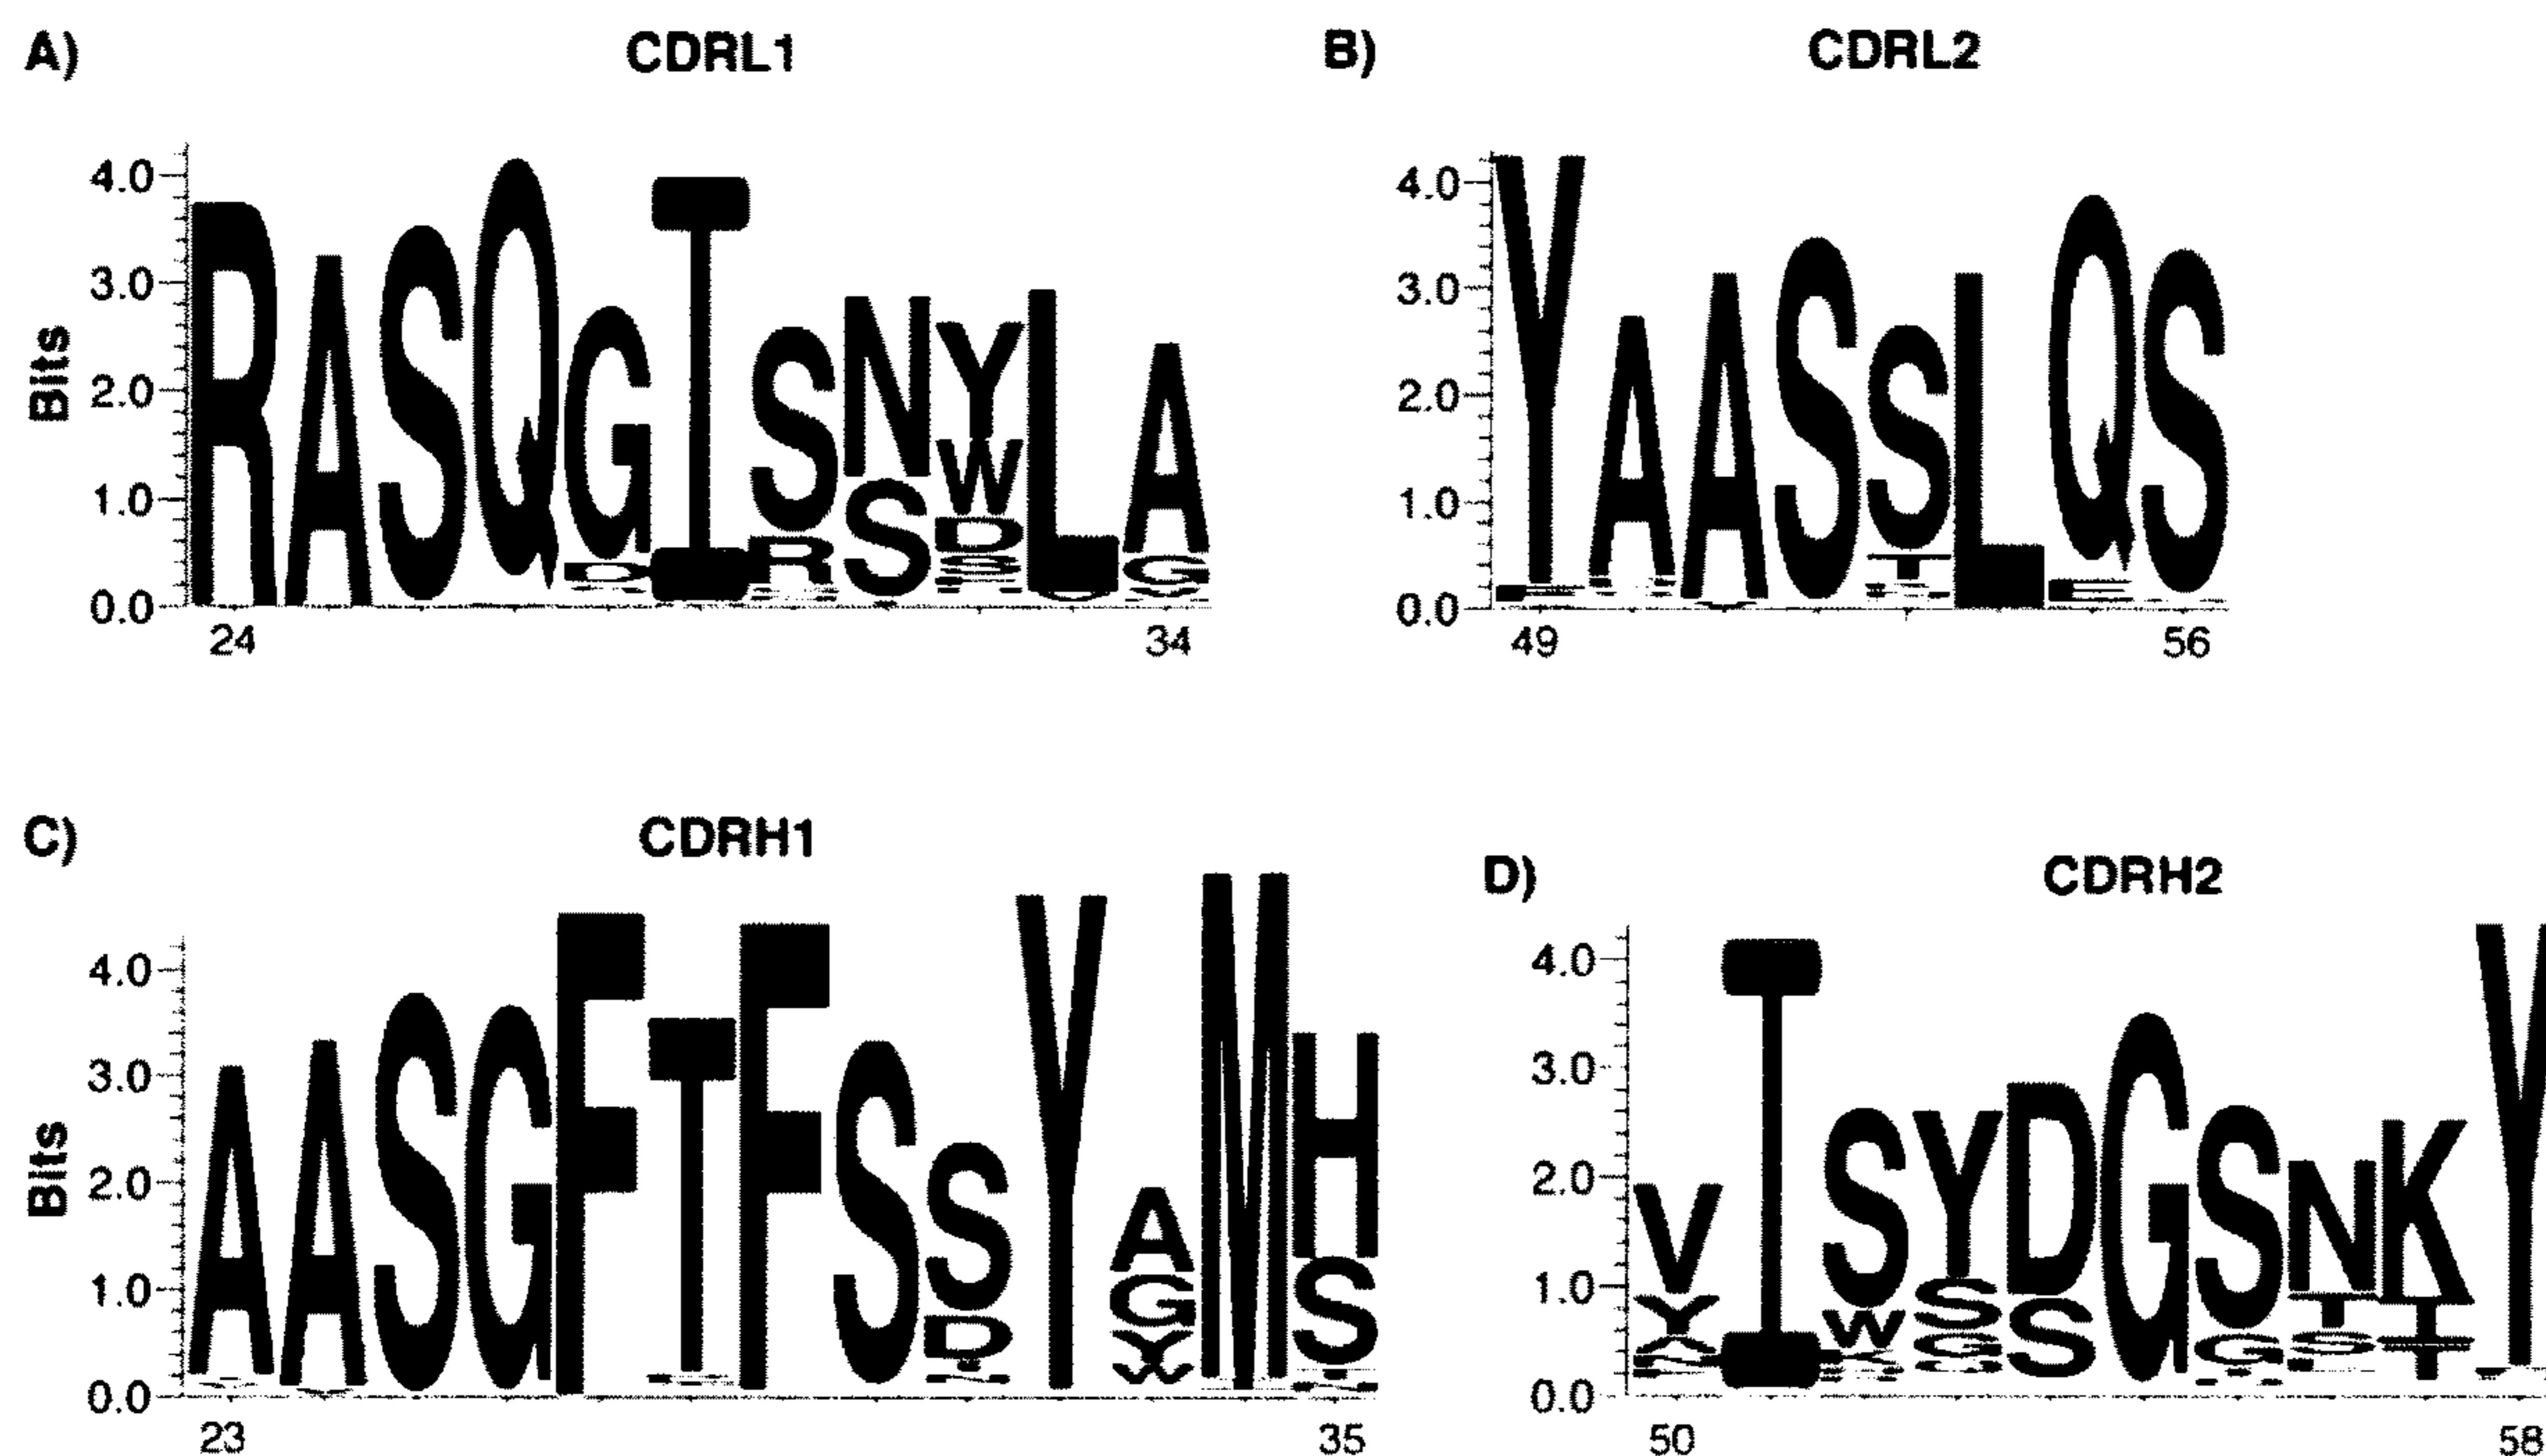 A) CDRL1
Bits
4.0
3.0
2.0
1.0
0.0
RASQGISNYLA
D R S W G
D
S
24 34
B) CDRL2
4.0
3.0
2.0
1.0
0.0
YAASSLQS
T
49 56
C) CDRH1
Bits
4.0
3.0
2.0
1.0
0.0
AASGFTFSSYAMH
D G S
23 35
D) CDRH2
4.0
3.0
2.0
1.0
0.0
VISYDGSNKY
Y W S S G T T
G S
50 58